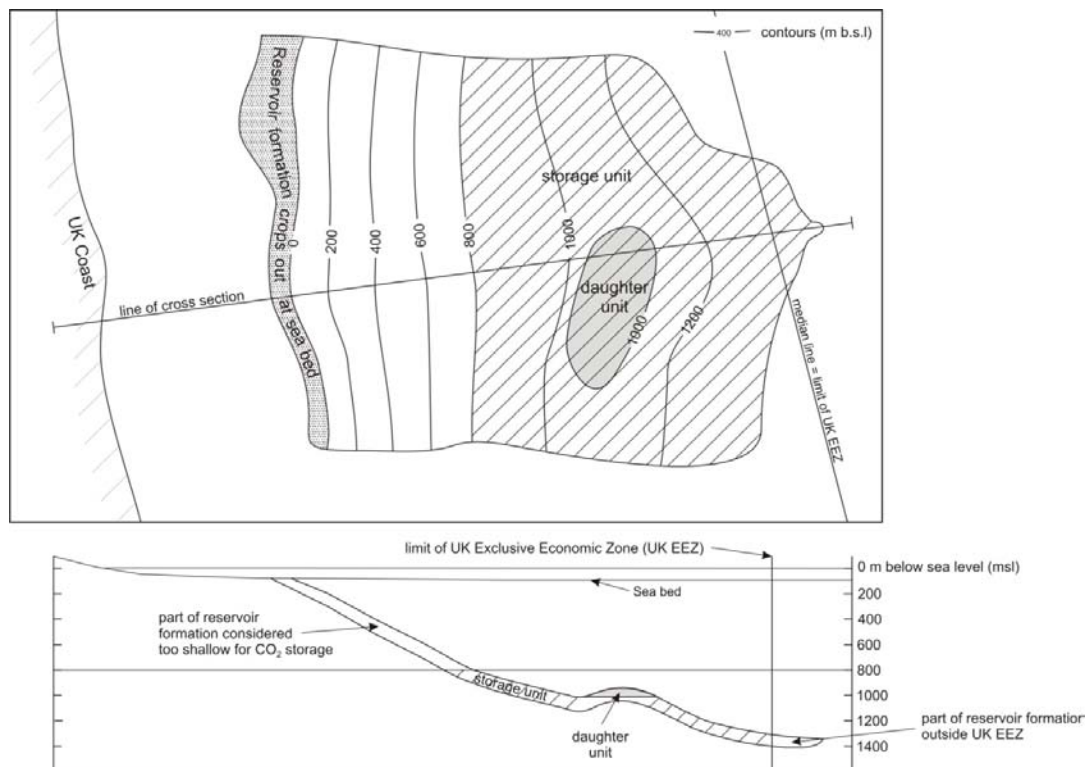 400 contours (m b.s.l)
Reservoir formation crops out at sea bed
storage unit
0
200
400
600
800
1000
UK Coast
daughter
unit
line of cross section
1000
1200
median line = limit of UK EEZ
limit of UK Exclusive Economic Zone (UK EEZ)
0 m below sea level (msl)
Sea bed
200
400
600
800
1000
1200
1400
part of reservoir
formation considered
too shallow for CO₂ storage
storage unit
daughter
unit
part of reservoir formation
outside UK EEZ